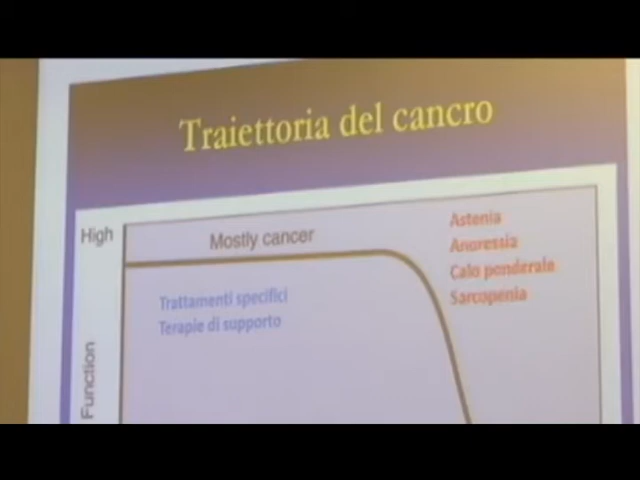 Traiettoria del cancro
High
Mostly cancer
Astenia
Anoressia
Calo ponderale
Sarcopenia
Trattamenti specifici
Terapie di supporto
Function